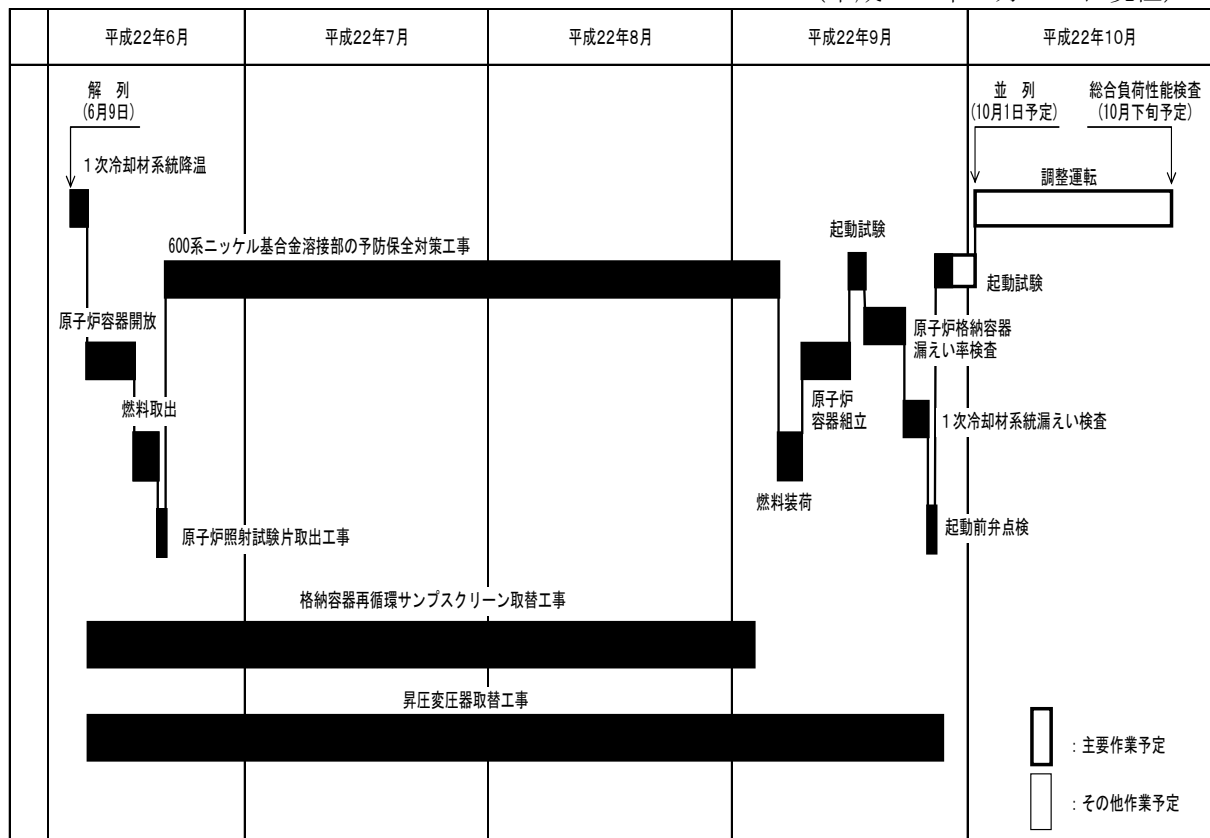 平成22年6月
平成22年7月
平成22年8月
平成22年9月
平成22年10月
解 列
(6月9日)
並 列
(10月1日予定)
総合負荷性能検査
(10月下旬予定)
1次冷却材系統降温
調整運転
600系ニッケル基合金溶接部の予防保全対策工事
起動試験
起動試験
原子炉容器開放
原子炉格納容器
漏えい率検査
燃料取出
原子炉
容器組立
1次冷却材系統漏えい検査
燃料装荷
原子炉照射試験片取出工事
起動前弁点検
格納容器再循環サンプスクリーン取替工事
昇圧変圧器取替工事
:主要作業予定
:その他作業予定